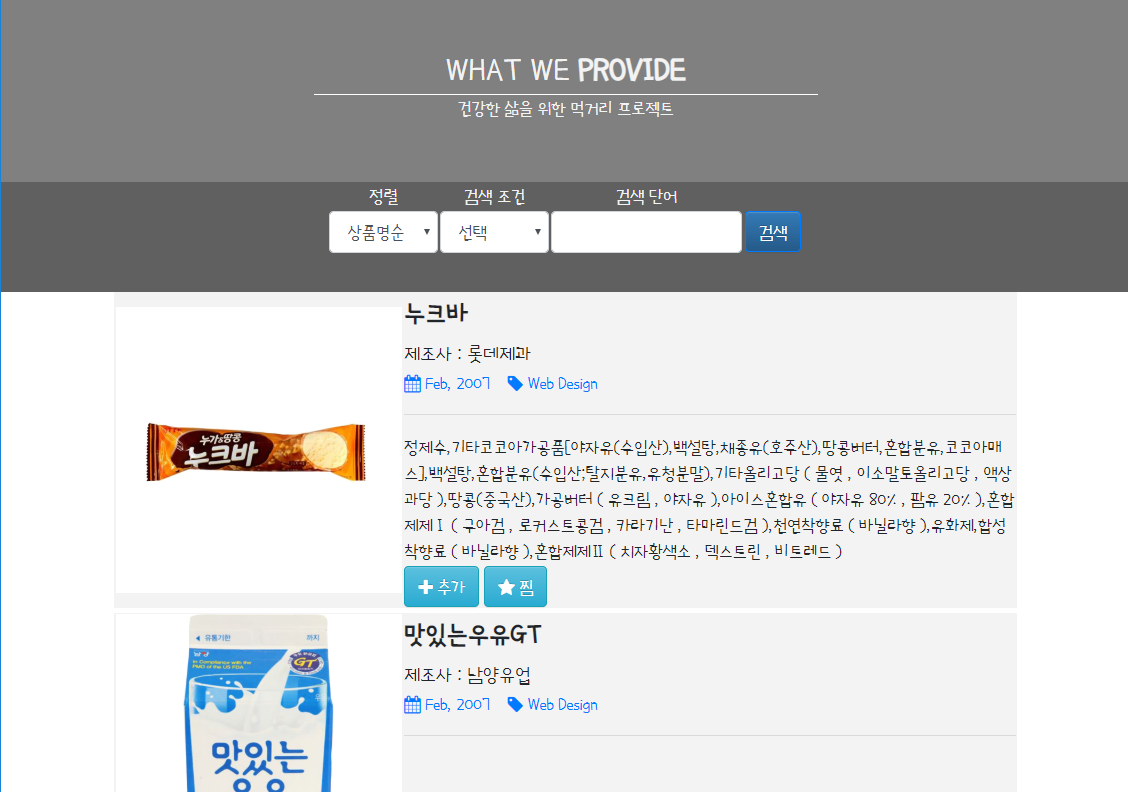 WHAT WE PROVIDE
건강한 삶을 위한 먹거리 프로젝트
정렬 검색 조건 검색 단어
상품명순 선택 검색
누크바
제조사 : 롯데제과
Feb, 2007 Web Design
누가&땅콩
누크바
정제수,기타코코아가공품[야자유(수입산),백설탕,채종유(호주산),땅콩버터,혼합분유,코코아매
스],백설탕,혼합분유(수입산;탈지분유,유청분말),기타올리고당 ( 물엿 , 이소말토올리고당 , 액상
과당 ),땅콩(중국산),가공버터 ( 유크림 , 야자유 ),아이스혼합유 ( 야자유 80% , 팜유 20% ),혼합
제제Ⅰ ( 구아검 , 로커스트콩검 , 카라기난 , 타마린드검 ),천연착향료 ( 바닐라향 ),유화제,합성
착향료 ( 바닐라향 ),혼합제제Ⅱ ( 치자황색소 , 덱스트린 , 비트레드 )
추가 찜
맛있는우유GT
제조사 : 남양유업
Feb, 2007 Web Design
유통기한 까지
In Compliance with the
PMO of the US FDA
GT
맛있는